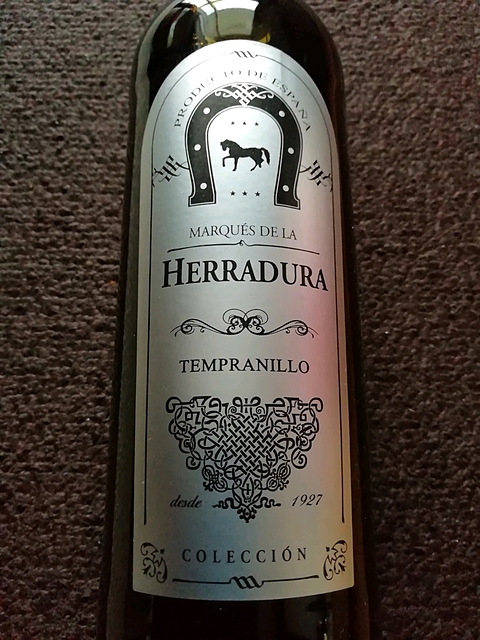 PRODUCTO DE ESPAÑA
MARQUÉS DE LA
HERRADURA
TEMPRANILLO
desde 1927
COLECCIÓN